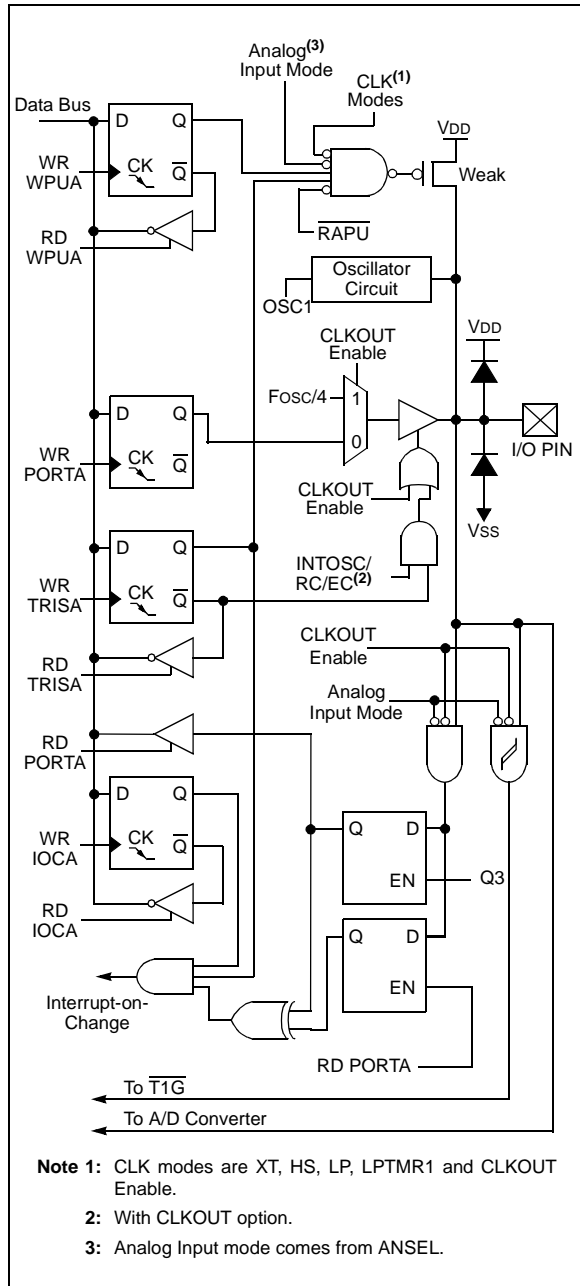 Analog(3)
Input Mode
CLK(1)
Modes
Data Bus
D Q
VDD
WR
WPUA
CK
Q
Weak
RD
WPUA
RAPU
Oscillator
Circuit
OSC1
CLKOUT
Enable
VDD
FOSC/4
1
D Q
0
I/O PIN
WR
PORTA
CK
Q
CLKOUT
Enable
VSS
D Q
WR
TRISA
CK
Q
INTOSC/
RC/EC(2)
RD
TRISA
CLKOUT
Enable
Analog
Input Mode
RD
PORTA
D Q
WR
IOCA
CK
Q
Q D
EN
Q3
RD
IOCA
Q D
EN
Interrupt-on-
Change
RD PORTA
To T1G
To A/D Converter
Note 1: CLK modes are XT, HS, LP, LPTMR1 and CLKOUT
Enable.
2: With CLKOUT option.
3: Analog Input mode comes from ANSEL.